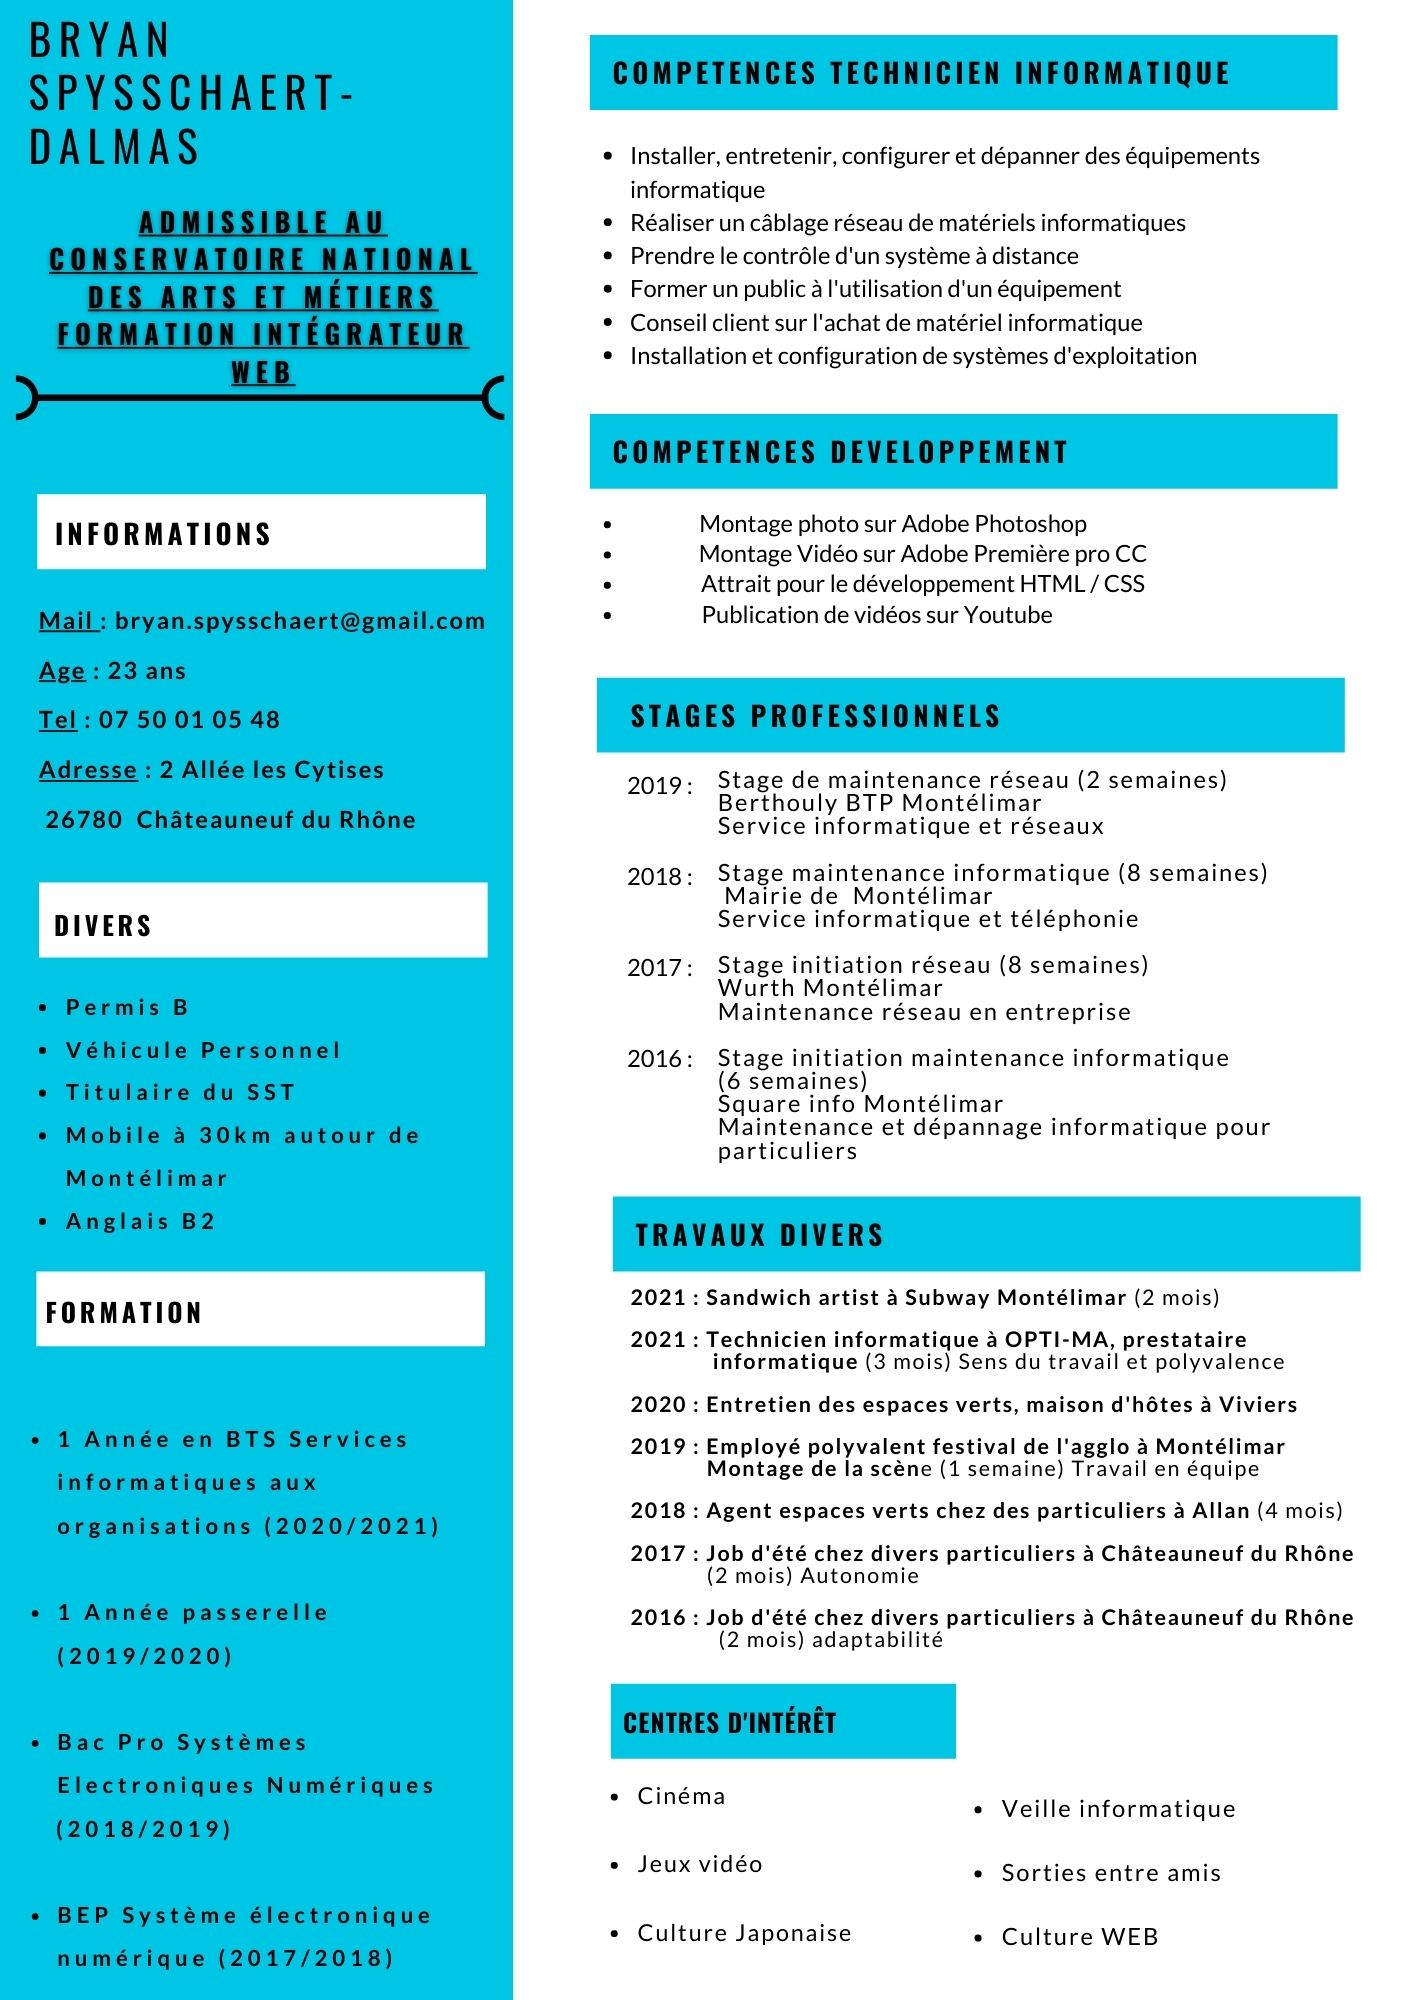 BRYAN
SPYSSCHAERT-
DALMAS
ADMISSIBLE AU
CONSERVATOIRE NATIONAL
DES ARTS ET MÉTIERS
FORMATION INTÉGRATEUR
WEB
INFORMATIONS
Mail : bryan.spysschaert@gmail.com
Age : 23 ans
Tel : 07 50 01 05 48
Adresse : 2 Allée les Cytises
26780 Châteauneuf du Rhône
DIVERS
• Permis B
• Véhicule Personnel
• Titulaire du SST
• Mobile à 30km autour de
Montélimar
• Anglais B2
FORMATION
• 1 Année en BTS Services
informatiques aux
organisations (2020/2021)
• 1 Année passerelle
(2019/2020)
• Bac Pro Systèmes
Electroniques Numériques
(2018/2019)
• BEP Système électronique
numérique (2017/2018)
COMPETENCES TECHNICIEN INFORMATIQUE
• Installer, entretenir, configurer et dépanner des équipements
informatique
• Réaliser un câblage réseau de matériels informatiques
• Prendre le contrôle d'un système à distance
• Former un public à l'utilisation d'un équipement
• Conseil client sur l'achat de matériel informatique
• Installation et configuration de systèmes d'exploitation
COMPETENCES DEVELOPPEMENT
• Montage photo sur Adobe Photoshop
• Montage Vidéo sur Adobe Première pro CC
• Attrait pour le développement HTML / CSS
• Publication de vidéos sur Youtube
STAGES PROFESSIONNELS
2019 : Stage de maintenance réseau (2 semaines)
Berthouly BTP Montélimar
Service informatique et réseaux
2018 : Stage maintenance informatique (8 semaines)
Mairie de Montélimar
Service informatique et téléphonie
2017 : Stage initiation réseau (8 semaines)
Wurth Montélimar
Maintenance réseau en entreprise
2016 : Stage initiation maintenance informatique
(6 semaines)
Square info Montélimar
Maintenance et dépannage informatique pour
particuliers
TRAVAUX DIVERS
2021 : Sandwich artist à Subway Montélimar (2 mois)
2021 : Technicien informatique à OPTI-MA, prestataire
informatique (3 mois) Sens du travail et polyvalence
2020 : Entretien des espaces verts, maison d'hôtes à Viviers
2019 : Employé polyvalent festival de l'agglo à Montélimar
Montage de la scène (1 semaine) Travail en équipe
2018 : Agent espaces verts chez des particuliers à Allan (4 mois)
2017 : Job d'été chez divers particuliers à Châteauneuf du Rhône
(2 mois) Autonomie
2016 : Job d'été chez divers particuliers à Châteauneuf du Rhône
(2 mois) adaptabilité
CENTRES D'INTÉRÊT
• Cinéma
• Jeux vidéo
• Culture Japonaise
• Veille informatique
• Sorties entre amis
• Culture WEB